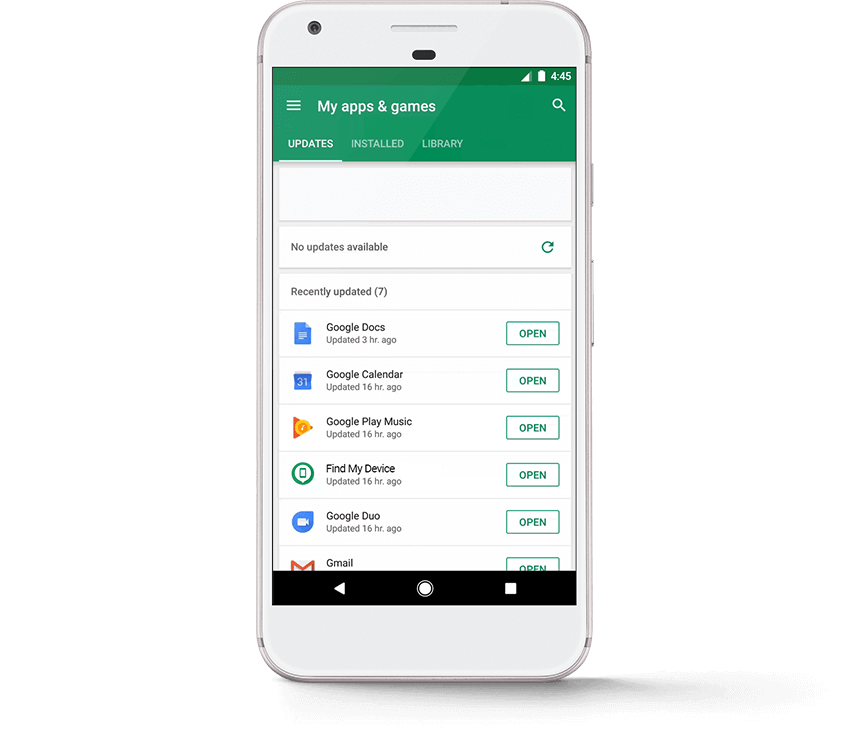 4:45
My apps & games
UPDATES INSTALLED LIBRARY
No updates available
Recently updated (7)
Google Docs
Updated 3 hr. ago
OPEN
31
Google Calendar
Updated 16 hr. ago
OPEN
Google Play Music
Updated 16 hr. ago
OPEN
Find My Device
Updated 16 hr. ago
OPEN
Google Duo
Updated 16 hr. ago
OPEN
Gmail
OPEN